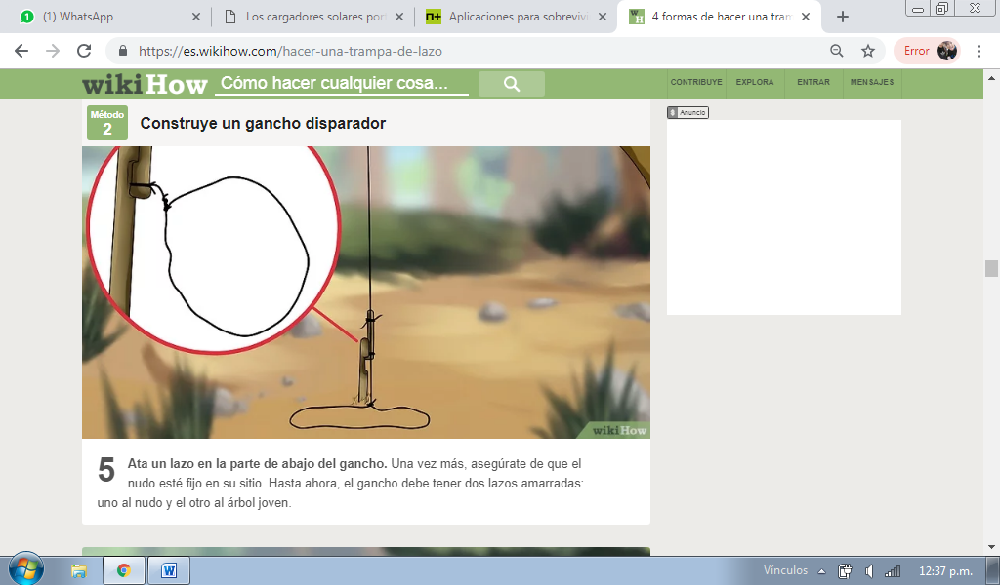 (1) WhatsApp
Los cargadores solares por
Aplicaciones para sobrevivi
4 formas de hacer una tram
https://es.wikihow.com/hacer-una-trampa-de-lazo
Error
wikiHow
Cómo hacer cualquier cosa...
CONTRIBUYE
EXPLORA
ENTRAR
MENSAJES
Método
2
Construye un gancho disparador
Anuncio
wikiHow
5
Ata un lazo en la parte de abajo del gancho. Una vez más, asegúrate de que el
nudo esté fijo en su sitio. Hasta ahora, el gancho debe tener dos lazos amarradas:
uno al nudo y el otro al árbol joven.
Vínculos
12:37 p.m.